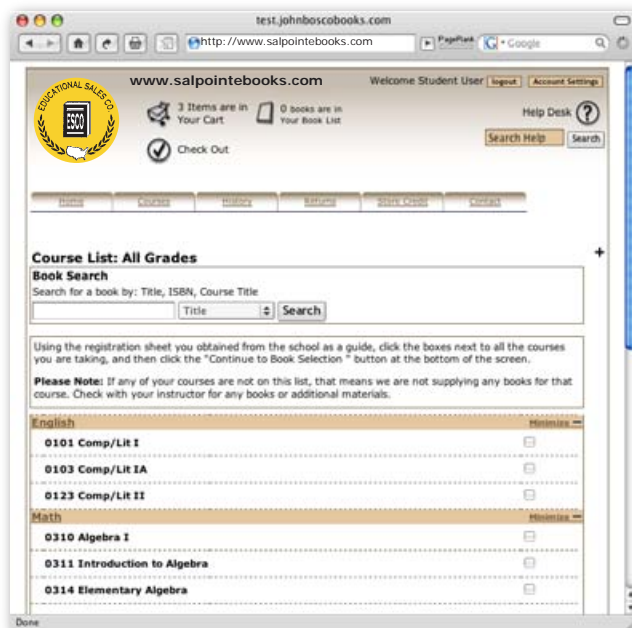 test.johnboscobooks.com
http://www.salpointebooks.com
PageRank
Google
EDUCATIONAL SALES CO.
ESCO
www.salpointebooks.com
Welcome Student User
logout
Account Settings
3 Items are in
Your Cart
0 books are in
Your Book List
Help Desk
Check Out
Search Help
Search
Home
Courses
History
Returns
Store Credit
Contact
Course List: All Grades
Book Search
Search for a book by: Title, ISBN, Course Title
Title
Search
Using the registration sheet you obtained from the school as a guide, click the boxes next to all the courses
you are taking, and then click the "Continue to Book Selection " button at the bottom of the screen.
Please Note: If any of your courses are not on this list, that means we are not supplying any books for that
course. Check with your instructor for any books or additional materials.
English
Minimize
0101 Comp/Lit I
0103 Comp/Lit IA
0123 Comp/Lit II
Math
Minimize
0310 Algebra I
0311 Introduction to Algebra
0314 Elementary Algebra
Done